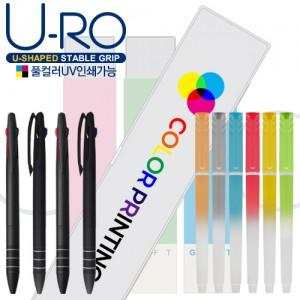 U-RO
U-SHAPED STABLE GRIP
풀컬러UV인쇄가능
COLOR PRINTING